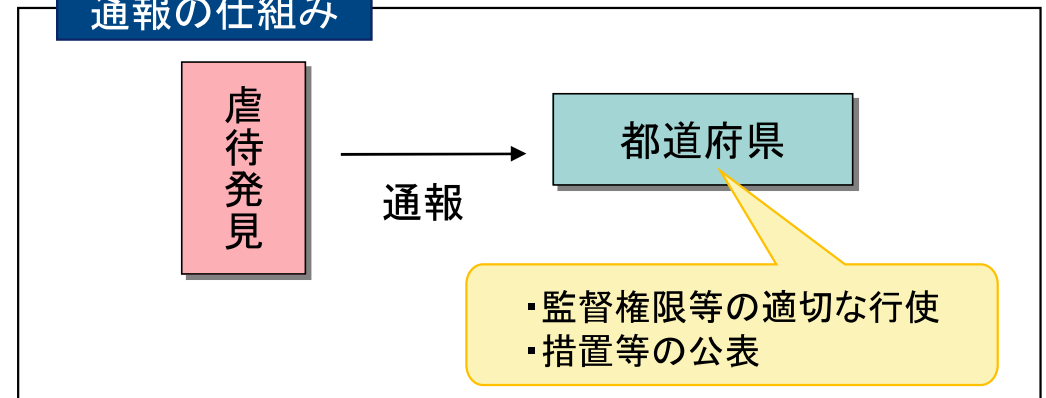 通報の仕組み
虐待発見
通報
都道府県
・監督権限等の適切な行使
・措置等の公表